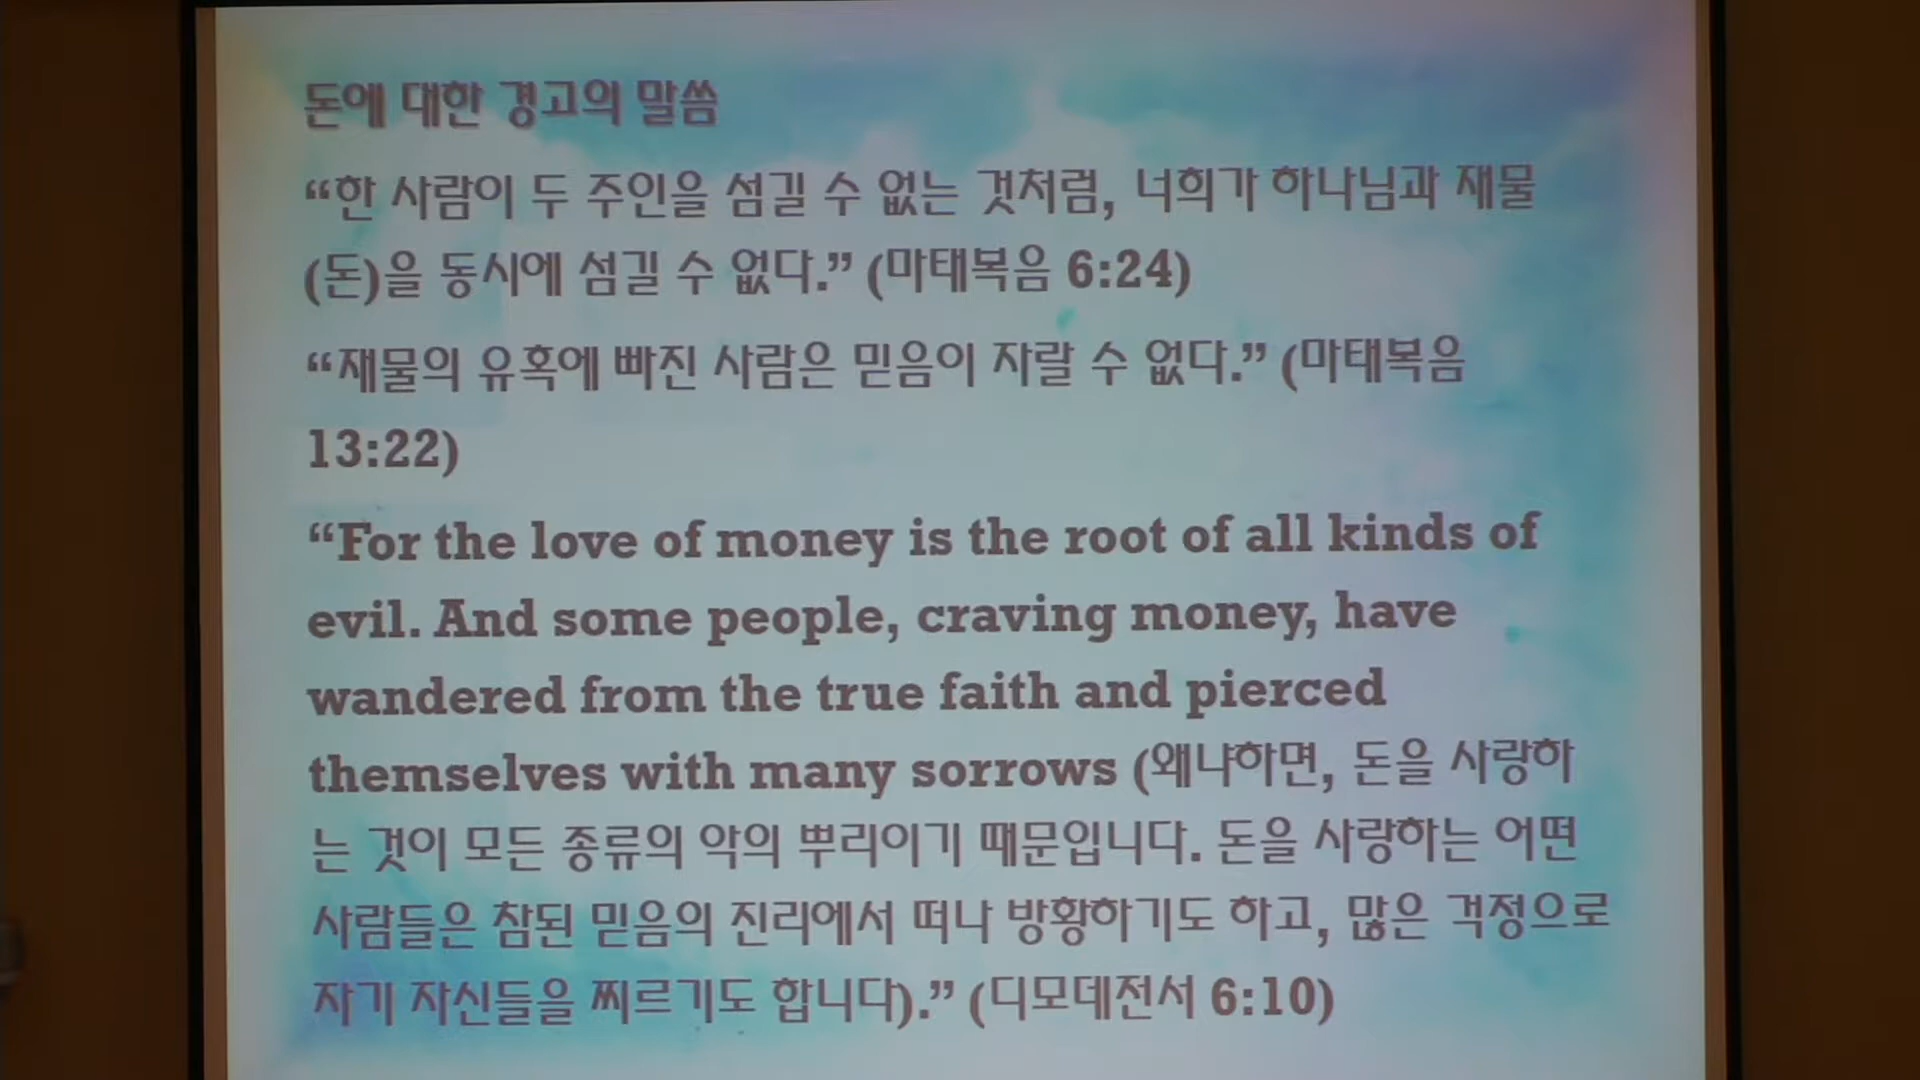 돈에 대한 경고의 말씀
“한 사람이 두 주인을 섬길 수 없는 것처럼, 너희가 하나님과 재물
(돈)을 동시에 섬길 수 없다.” (마태복음 6:24)
“재물의 유혹에 빠진 사람은 믿음이 자랄 수 없다.” (마태복음
13:22)
“For the love of money is the root of all kinds of
evil. And some people, craving money, have
wandered from the true faith and pierced
themselves with many sorrows (왜냐하면, 돈을 사랑하
는 것이 모든 종류의 악의 뿌리이기 때문입니다. 돈을 사랑하는 어떤
사람들은 참된 믿음의 진리에서 떠나 방황하기도 하고, 많은 걱정으로
자기 자신들을 찌르기도 합니다).” (디모데전서 6:10)